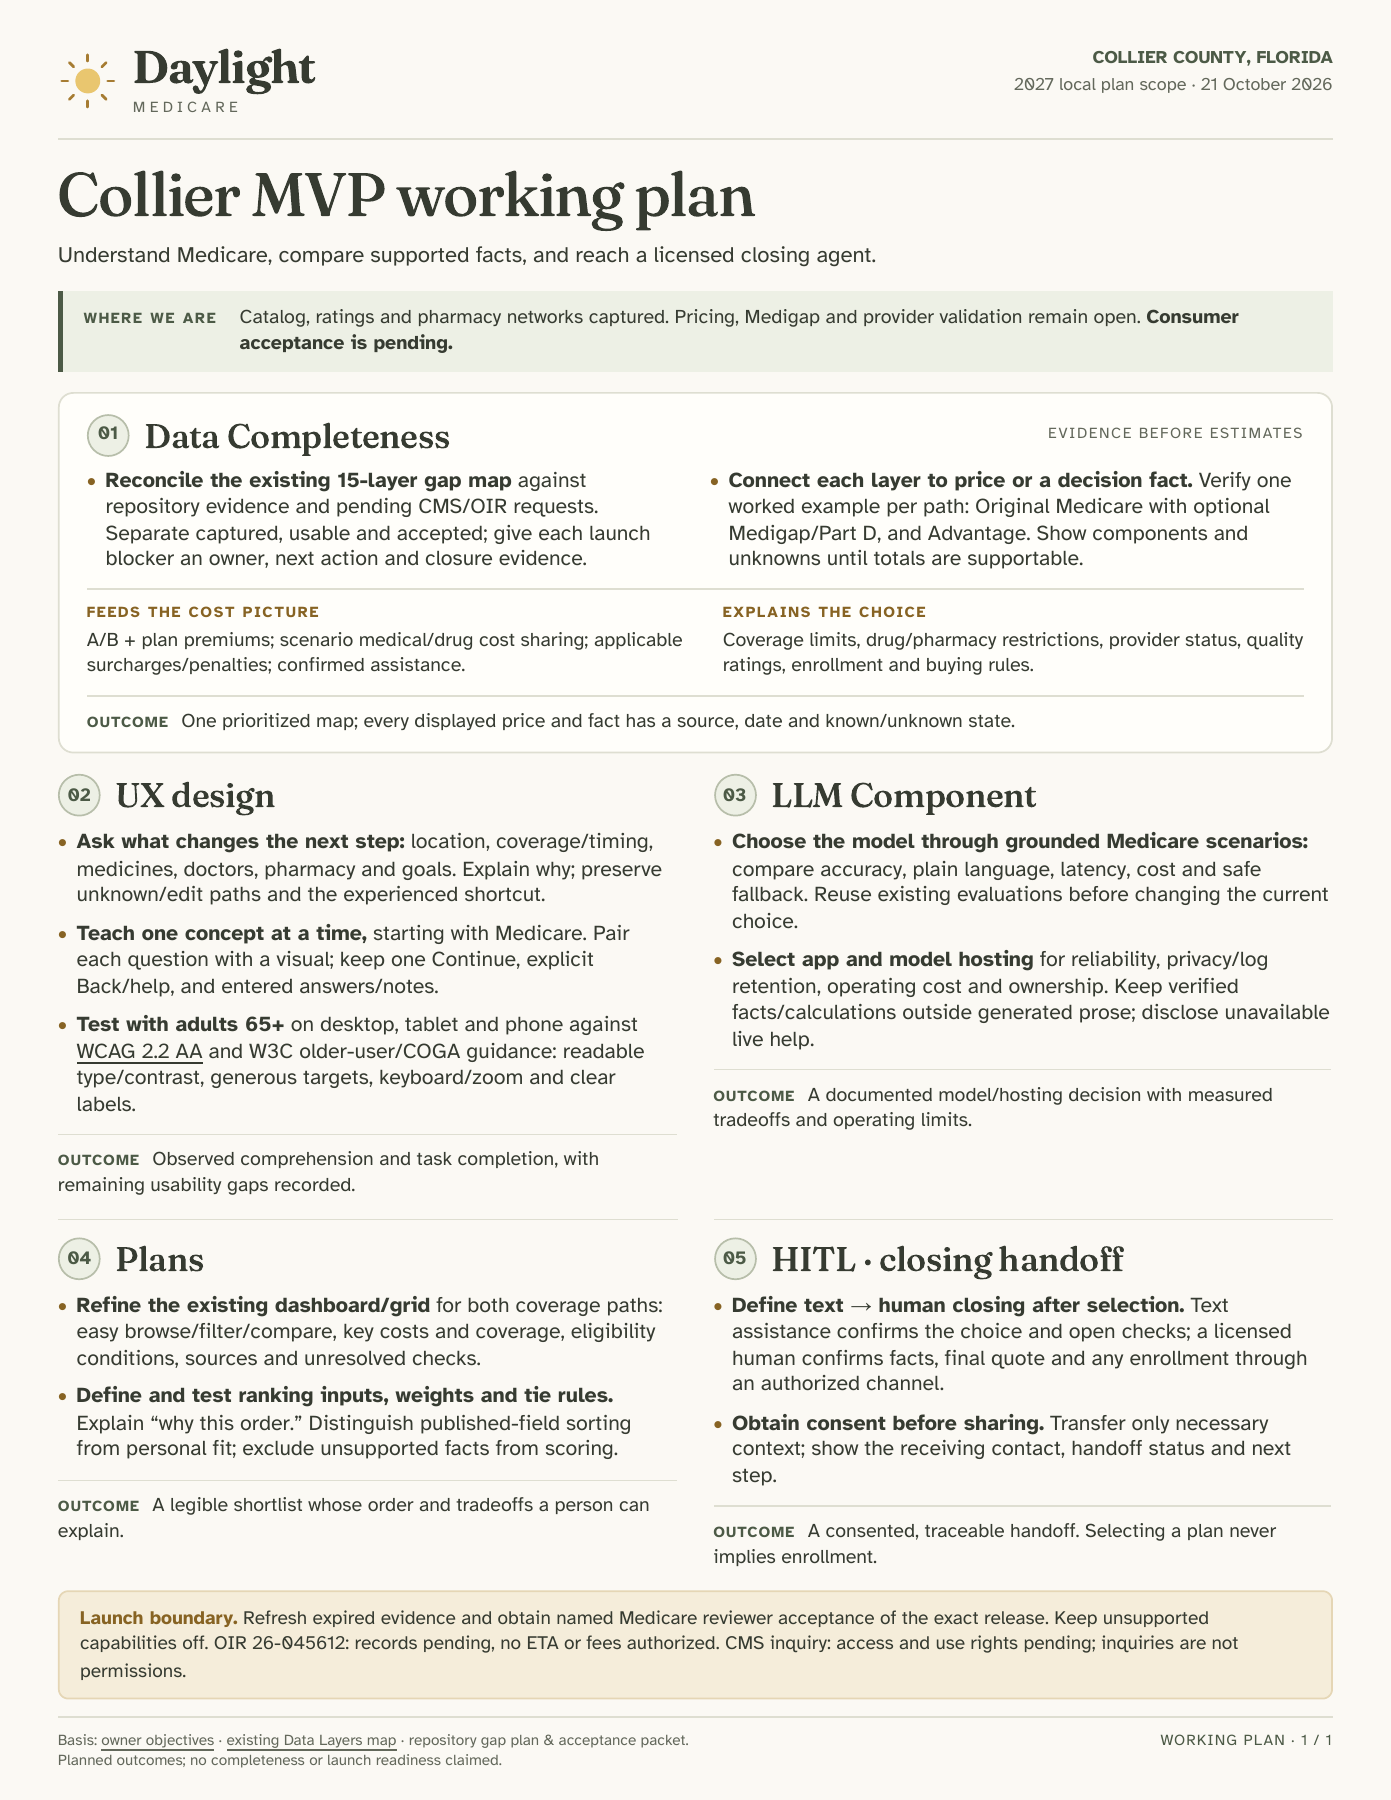 Daylight
MEDICARE
COLLIER COUNTY, FLORIDA
2027 local plan scope · 21 October 2026
Collier MVP working plan
Understand Medicare, compare supported facts, and reach a licensed closing agent.
WHERE WE ARE Catalog, ratings and pharmacy networks captured. Pricing, Medigap and provider validation remain open. Consumer
acceptance is pending.
01 Data Completeness
EVIDENCE BEFORE ESTIMATES
• Reconcile the existing 15-layer gap map against
repository evidence and pending CMS/OIR requests.
Separate captured, usable and accepted; give each launch
blocker an owner, next action and closure evidence.
• Connect each layer to price or a decision fact. Verify one
worked example per path: Original Medicare with optional
Medigap/Part D, and Advantage. Show components and
unknowns until totals are supportable.
FEEDS THE COST PICTURE
A/B + plan premiums; scenario medical/drug cost sharing; applicable
surcharges/penalties; confirmed assistance.
EXPLAINS THE CHOICE
Coverage limits, drug/pharmacy restrictions, provider status, quality
ratings, enrollment and buying rules.
OUTCOME One prioritized map; every displayed price and fact has a source, date and known/unknown state.
02 UX design
• Ask what changes the next step: location, coverage/timing,
medicines, doctors, pharmacy and goals. Explain why; preserve
unknown/edit paths and the experienced shortcut.
• Teach one concept at a time, starting with Medicare. Pair
each question with a visual; keep one Continue, explicit
Back/help, and entered answers/notes.
• Test with adults 65+ on desktop, tablet and phone against
WCAG 2.2 AA and W3C older-user/COGA guidance: readable
type/contrast, generous targets, keyboard/zoom and clear
labels.
OUTCOME Observed comprehension and task completion, with
remaining usability gaps recorded.
03 LLM Component
• Choose the model through grounded Medicare scenarios:
compare accuracy, plain language, latency, cost and safe
fallback. Reuse existing evaluations before changing the current
choice.
• Select app and model hosting for reliability, privacy/log
retention, operating cost and ownership. Keep verified
facts/calculations outside generated prose; disclose unavailable
live help.
OUTCOME A documented model/hosting decision with measured
tradeoffs and operating limits.
04 Plans
• Refine the existing dashboard/grid for both coverage paths:
easy browse/filter/compare, key costs and coverage, eligibility
conditions, sources and unresolved checks.
• Define and test ranking inputs, weights and tie rules.
Explain “why this order.” Distinguish published-field sorting
from personal fit; exclude unsupported facts from scoring.
OUTCOME A legible shortlist whose order and tradeoffs a person can
explain.
05 HITL · closing handoff
• Define text → human closing after selection. Text
assistance confirms the choice and open checks; a licensed
human confirms facts, final quote and any enrollment through
an authorized channel.
• Obtain consent before sharing. Transfer only necessary
context; show the receiving contact, handoff status and next
step.
OUTCOME A consented, traceable handoff. Selecting a plan never
implies enrollment.
Launch boundary. Refresh expired evidence and obtain named Medicare reviewer acceptance of the exact release. Keep unsupported
capabilities off. OIR 26-045612: records pending, no ETA or fees authorized. CMS inquiry: access and use rights pending; inquiries are not
permissions.
Basis: owner objectives · existing Data Layers map · repository gap plan & acceptance packet.
Planned outcomes; no completeness or launch readiness claimed.
WORKING PLAN · 1 / 1